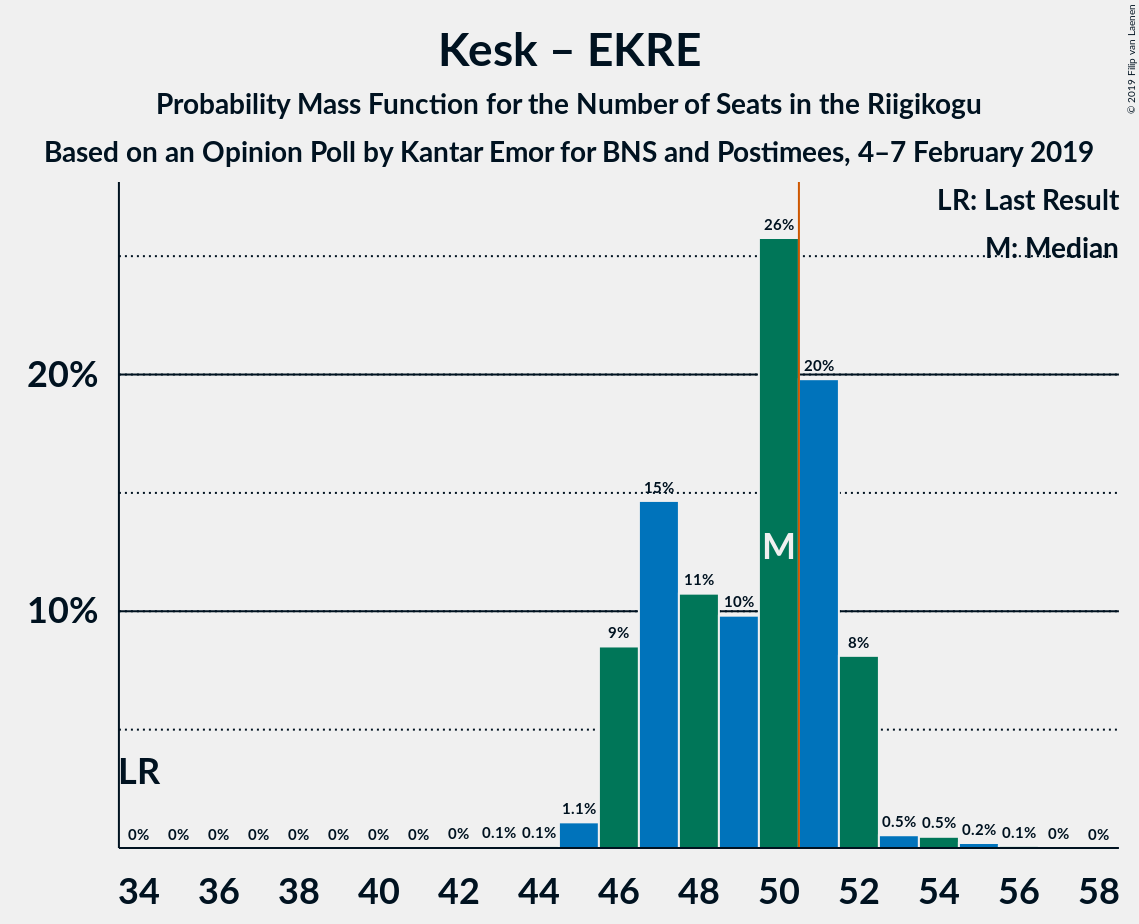 © 2019 Filip van Laenen
Kesk – EKRE
Probability Mass Function for the Number of Seats in the Riigikogu
Based on an Opinion Poll by Kantar Emor for BNS and Postimees, 4–7 February 2019
LR: Last Result
M: Median
26%
20%
20%
15%
M
11%
10%
10%
9%
8%
LR
0% 0% 0% 0% 0% 0% 0% 0% 0% 0.1% 0.1% 1.1% 0.5% 0.5% 0.2% 0.1% 0% 0%
34 36 38 40 42 44 46 48 50 52 54 56 58